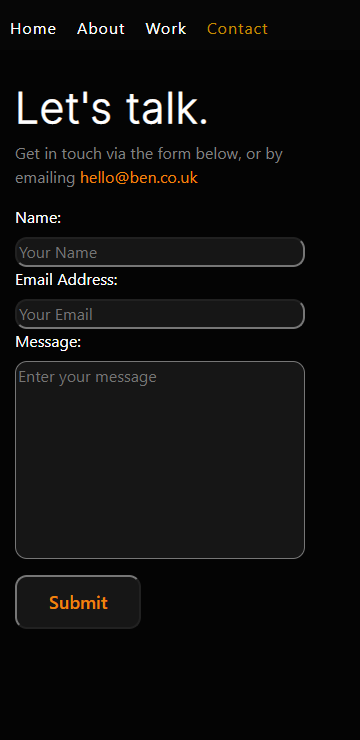 Home About Work Contact
Let's talk.
Get in touch via the form below, or by
emailing hello@ben.co.uk
Name:
Your Name
Email Address:
Your Email
Message:
Enter your message
Submit